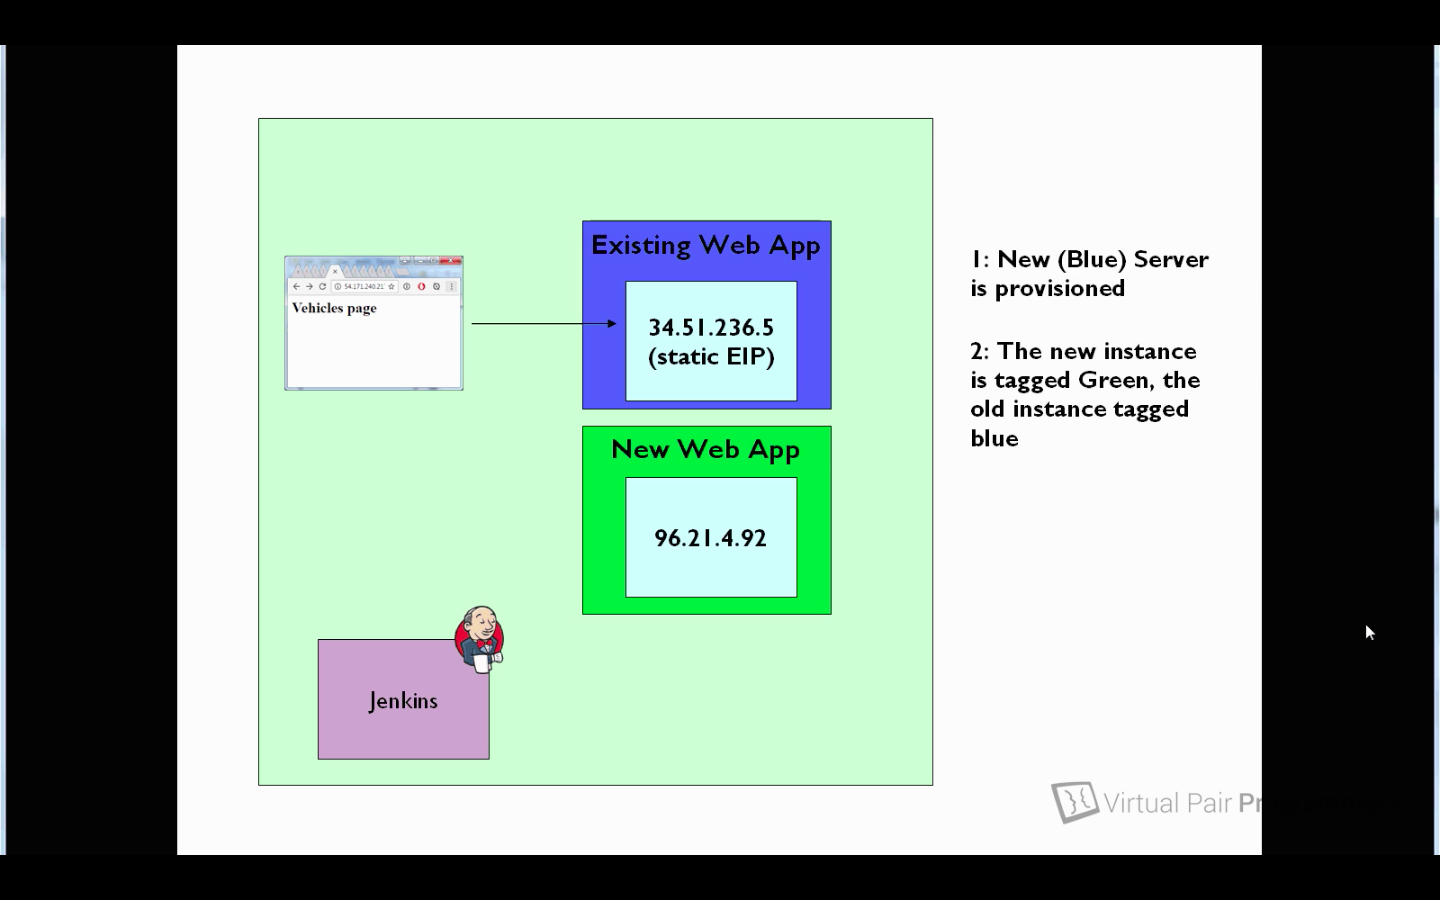 Existing Web App
34.51.236.5
(static EIP)
New Web App
96.21.4.92
54.171.240.21
Vehicles page
Jenkins
1: New (Blue) Server
is provisioned
2: The new instance
is tagged Green, the
old instance tagged
blue
Virtual Pair